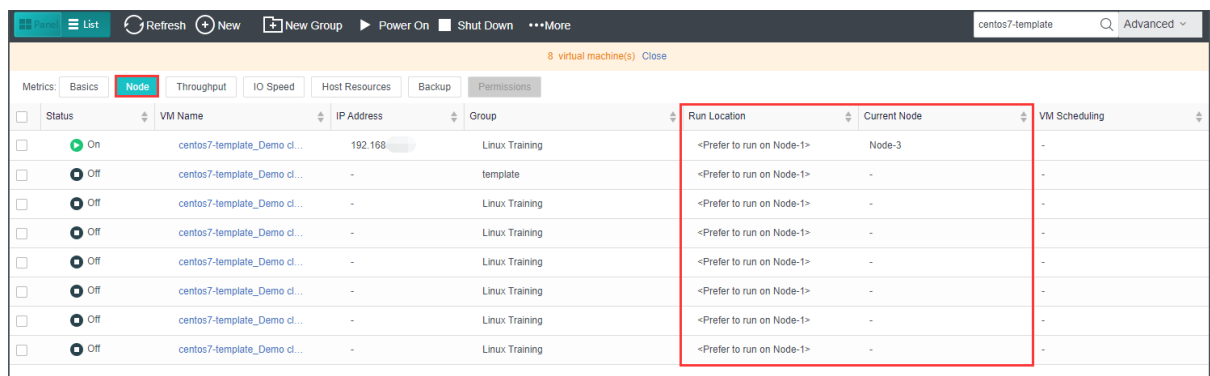 Panel List Refresh New New Group Power On Shut Down •••More centos7-template Advanced
8 virtual machine(s) Close
Metrics: Basics Node Throughput IO Speed Host Resources Backup Permissions
Status VM Name IP Address Group Run Location Current Node VM Scheduling
On centos7-template_Demo cl... 192.168 Linux Training <Prefer to run on Node-1> Node-3 -
Off centos7-template_Demo cl... - template <Prefer to run on Node-1> - -
Off centos7-template_Demo cl... - Linux Training <Prefer to run on Node-1> - -
Off centos7-template_Demo cl... - Linux Training <Prefer to run on Node-1> - -
Off centos7-template_Demo cl... - Linux Training <Prefer to run on Node-1> - -
Off centos7-template_Demo cl... - Linux Training <Prefer to run on Node-1> - -
Off centos7-template_Demo cl... - Linux Training <Prefer to run on Node-1> - -
Off centos7-template_Demo cl... - Linux Training <Prefer to run on Node-1> - -